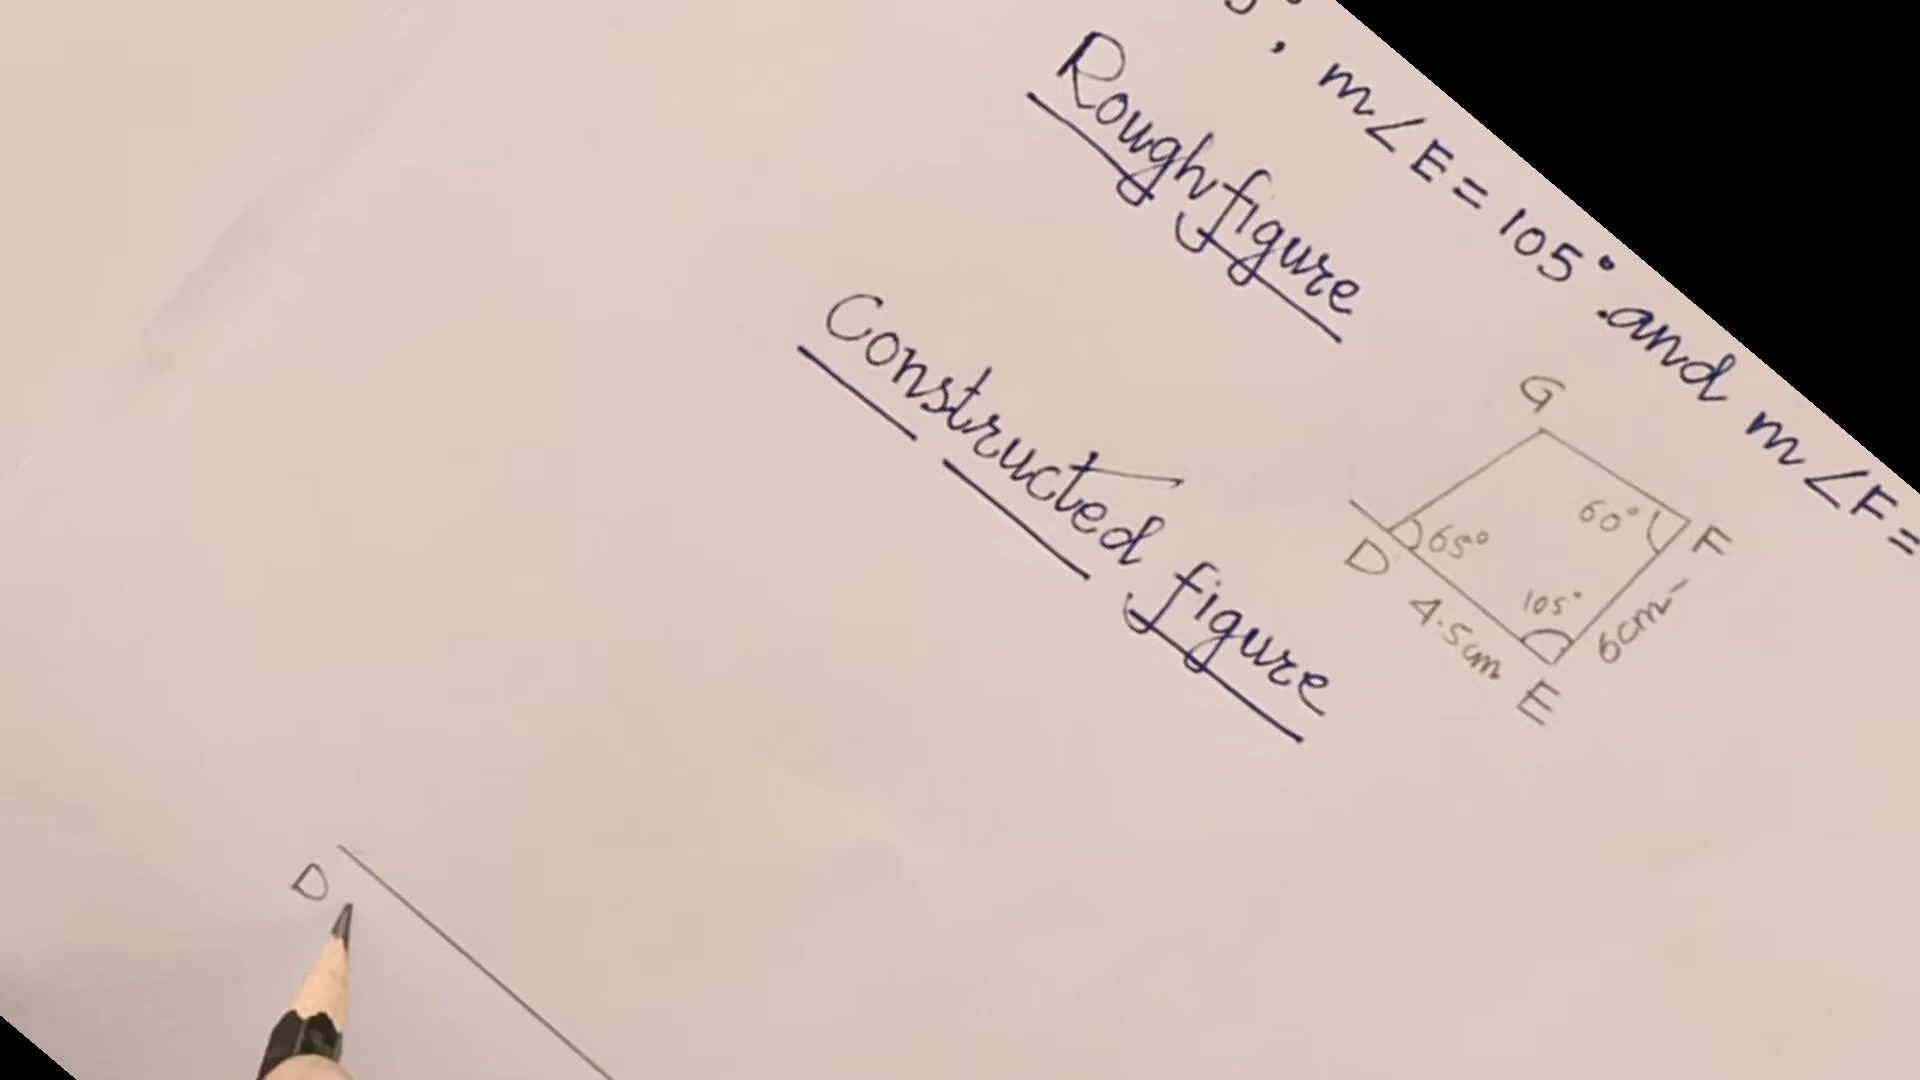 , m∠E = 105° and m∠F =
Rough figure
G
60°
F
65°
D
105°
4.5cm
6cm
E
Constructed figure
D